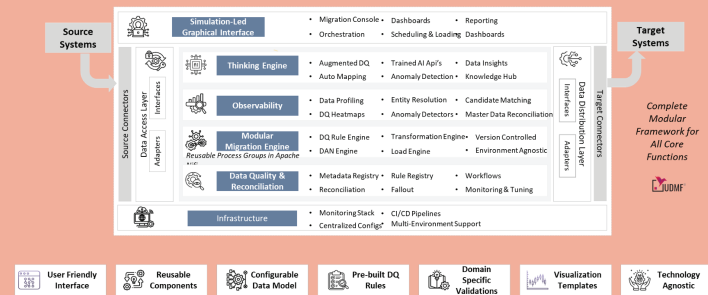 Source
Systems
Simulation-Led
Graphical Interface
• Migration Console
• Orchestration
• Dashboards
• Scheduling & Loading
• Reporting
• Dashboards
Target
Systems
Source Connectors
Data Access Layer
Interfaces
Adapters
Thinking Engine
• Augmented DQ
• Auto Mapping
• Trained AI Api's
• Anomaly Detection
• Data Insights
• Knowledge Hub
Observability
• Data Profiling
• DQ Heatmaps
• Entity Resolution
• Anomaly Detectors
• Candidate Matching
• Master Data Reconciliation
Modular
Migration Engine
Reusable Process Groups in Apache
• DQ Rule Engine
• DAN Engine
• Transformation Engine
• Load Engine
• Version Controlled
• Environment Agnostic
Data Quality &
Reconciliation
• Metadata Registry
• Reconciliation
• Rule Registry
• Fallout
• Workflows
• Monitoring & Tuning
Interfaces
Adapters
Data Distribution Layer
Target Connectors
Infrastructure
• Monitoring Stack
• Centralized Configs
• CI/CD Pipelines
• Multi-Environment Support
Complete
Modular
Framework for
All Core
Functions
UDMF
User Friendly
Interface
Reusable
Components
Configurable
Data Model
Pre-built DQ
Rules
Domain
Specific
Validations
Visualization
Templates
Technology
Agnostic